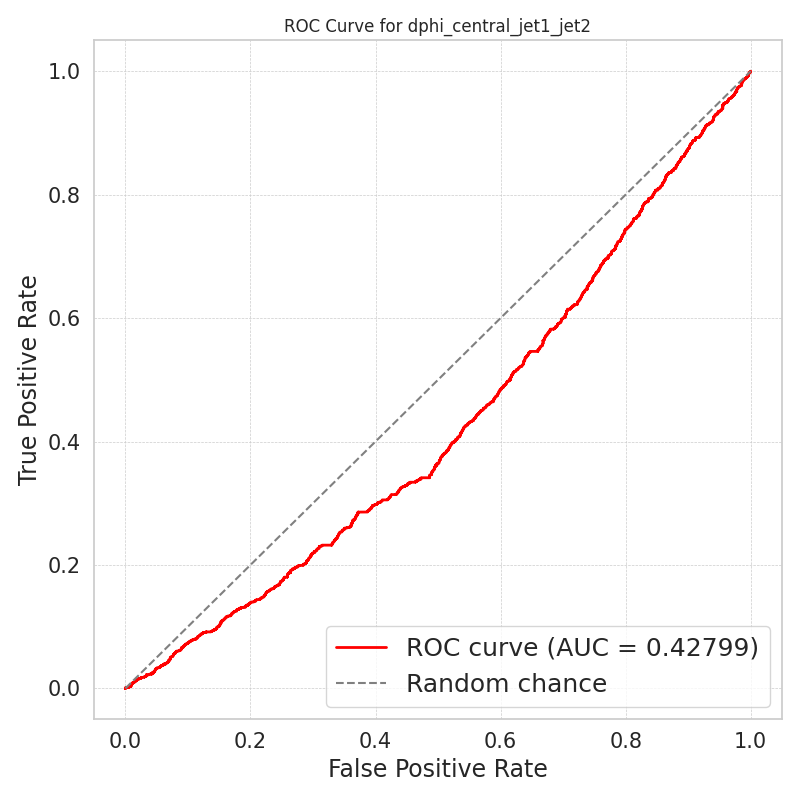 ROC Curve for dphi_central_jet1_jet2
True Positive Rate
1.0
0.8
0.6
0.4
0.2
0.0
ROC curve (AUC = 0.42799)
Random chance
0.0 0.2 0.4 0.6 0.8 1.0
False Positive Rate